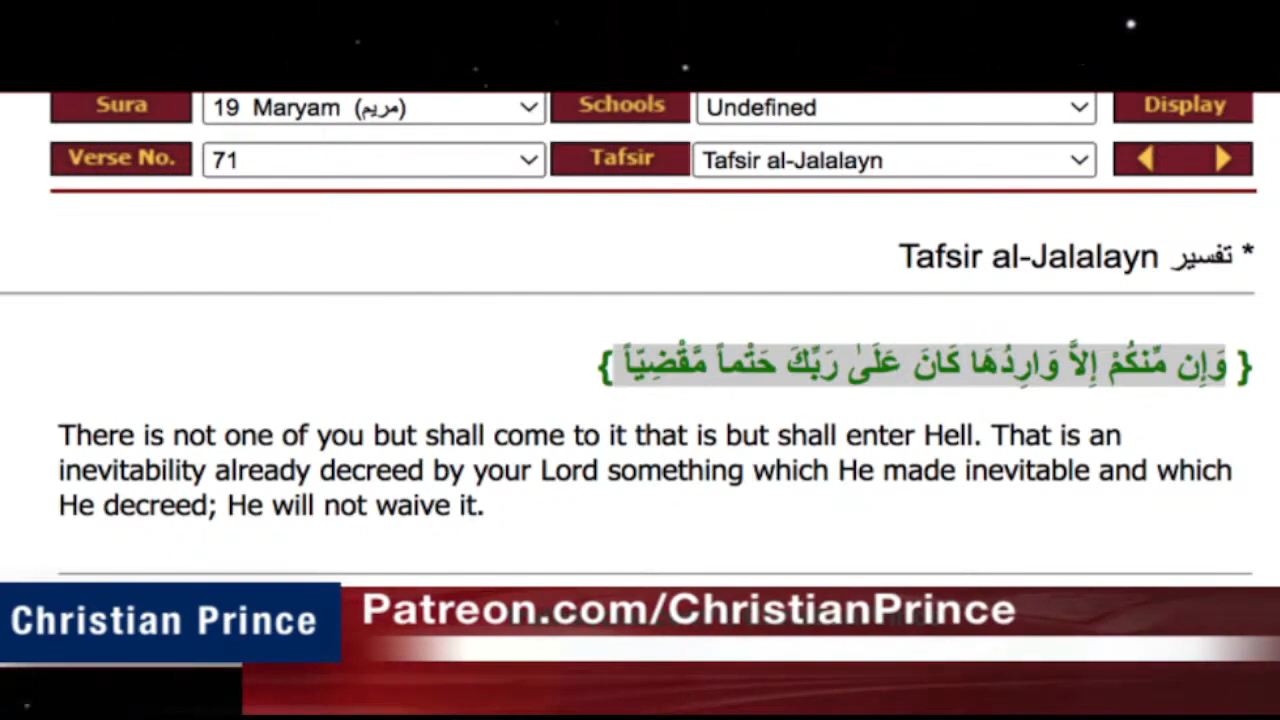 Sura 19 Maryam (مريم) Schools Undefined Display
Verse No. 71 Tafsir Tafsir al-Jalalayn
* تفسير Tafsir al-Jalalayn
{ وَإِن مِّنكُمْ إِلاَّ وَارِدُهَا كَانَ عَلَىٰ رَبِّكَ حَتْماً مَّقْضِيّاً }
There is not one of you but shall come to it that is but shall enter Hell. That is an
inevitability already decreed by your Lord something which He made inevitable and which
He decreed; He will not waive it.
Christian Prince
Patreon.com/ChristianPrince